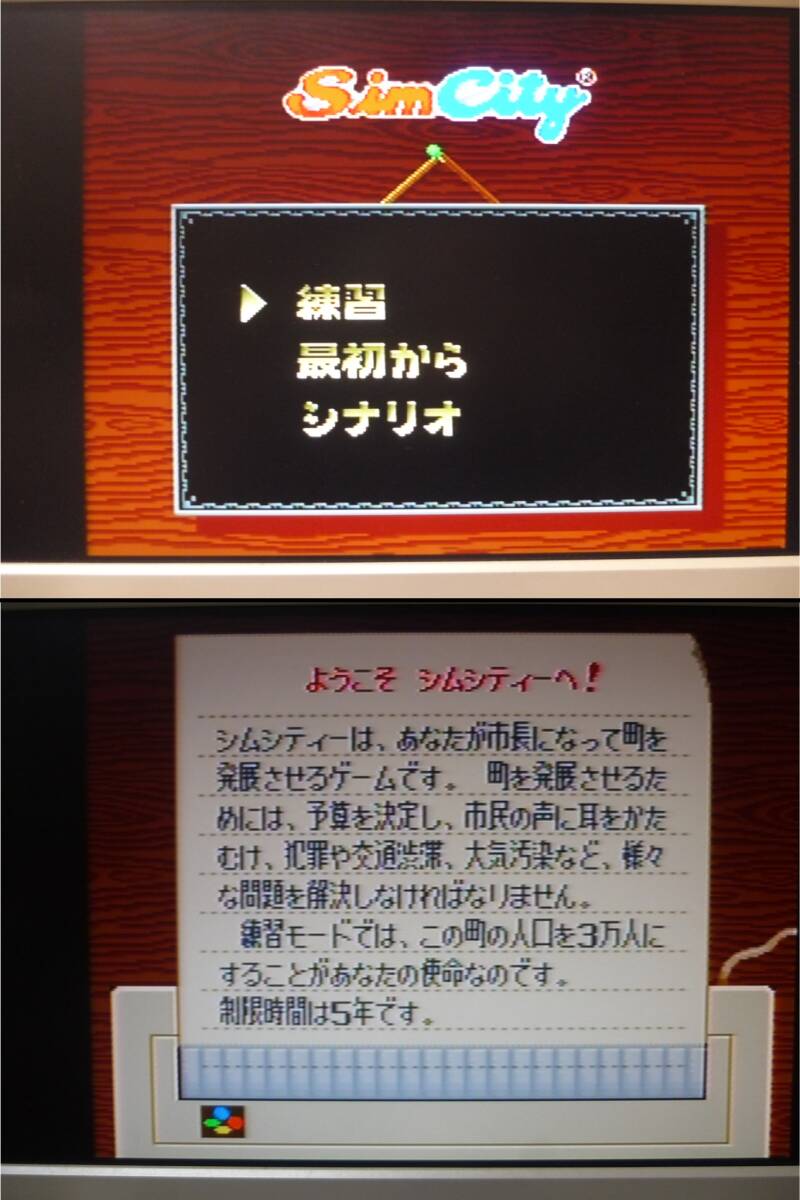 SimCity®
練習
最初から
シナリオ
ようこそ シムシティーへ!
シムシティーは、あなたが市長になって町を
発展させるゲームです。 町を発展させるた
めには、予算を決定し、市民の声に耳をかた
むけ、犯罪や交通渋滞、大気汚染など、様々
な問題を解決しなければなりません。
練習モードでは、この町の人口を3万人に
することがあなたの使命なのです。
制限時間は5年です。